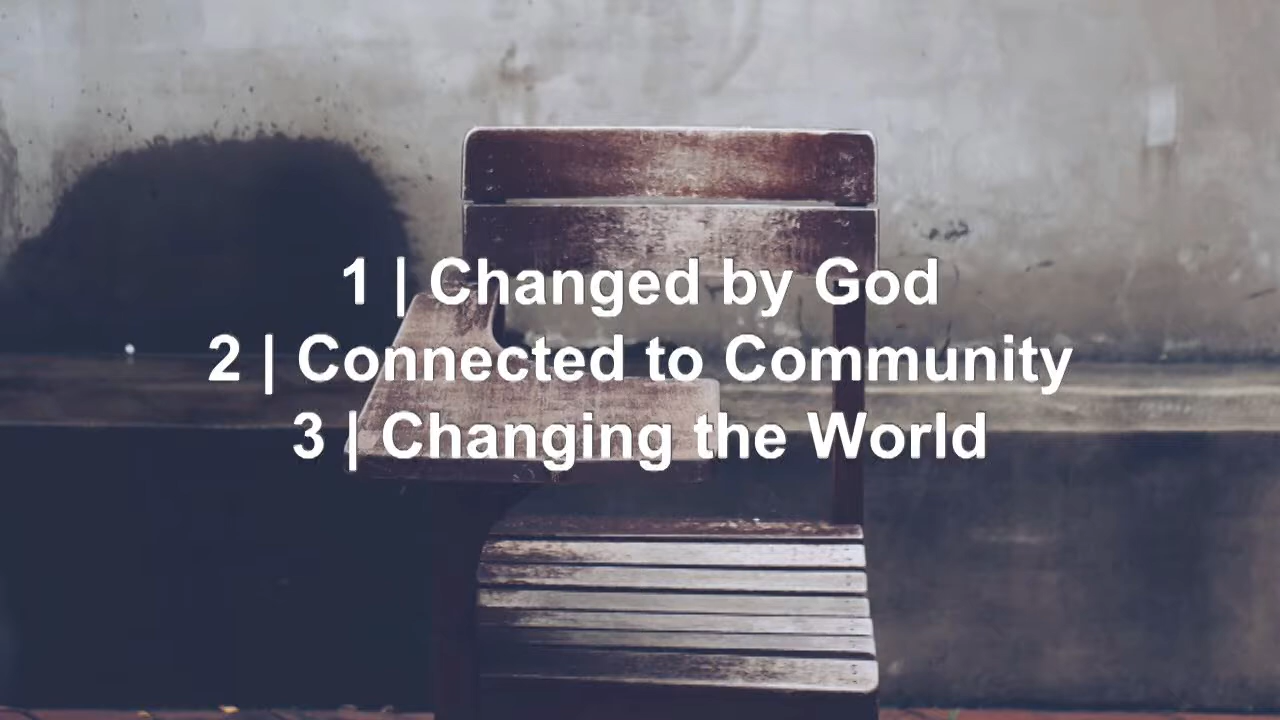 1 | Changed by God
2 | Connected to Community
3 | Changing the World